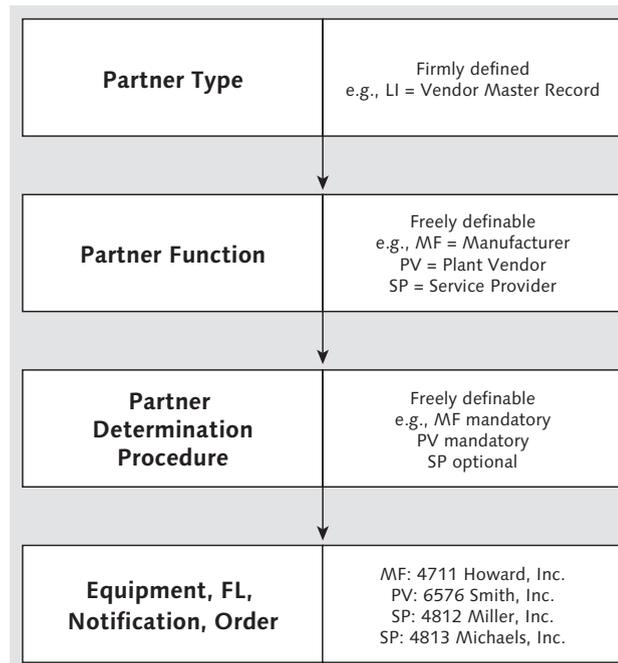 Partner Type
Firmly defined
e.g., LI = Vendor Master Record
Partner Function
Freely definable
e.g., MF = Manufacturer
PV = Plant Vendor
SP = Service Provider
Partner
Determination
Procedure
Freely definable
e.g., MF mandatory
PV mandatory
SP optional
Equipment, FL,
Notification, Order
MF: 4711 Howard, Inc.
PV: 6576 Smith, Inc.
SP: 4812 Miller, Inc.
SP: 4813 Michaels, Inc.